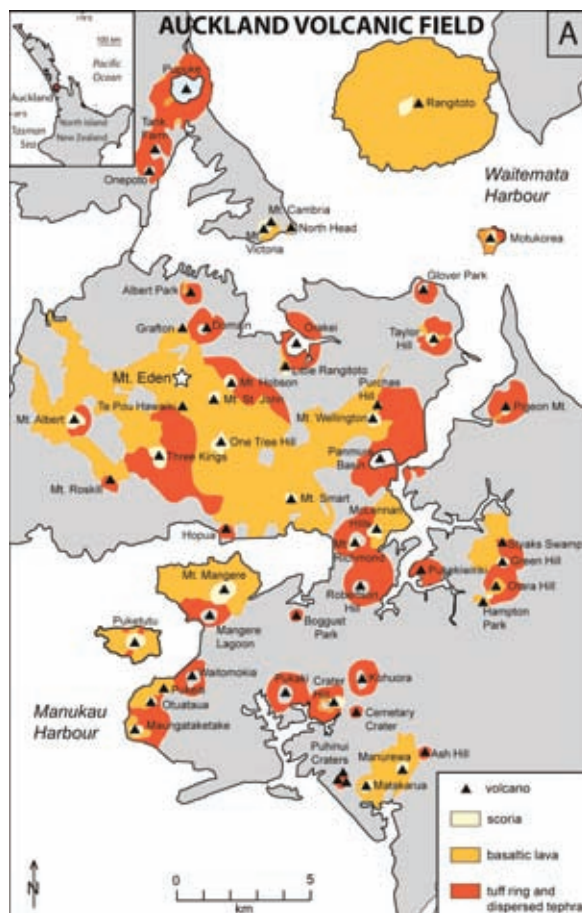 AUCKLAND VOLCANIC FIELD
A
100 km
Pacific
Ocean
Auckland
Tasman
Sea
North Island
New Zealand
Pupuke
Tank
Farm
Onepoto
Rangitoto
Waitemata
Harbour
Mt. Cambria
North Head
Mt.
Victoria
Motukorea
Albert Park
Glover Park
Grafton
Domain
Orakei
Taylor
Hill
Little Rangitoto
Mt. Eden
Mt. Hobson
Purchas
Hill
Te Pou Hawaiki
Mt. St. John
Mt. Albert
Mt. Wellington
Pigeon Mt.
One Tree Hill
Three Kings
Panmure
Basin
Mt. Roskill
Mt. Smart
McLennan
Hills
Hopua
Mt.
Richmond
Styaks Swamp
Green Hill
Pukekiwiriki
Otara Hill
Mt. Mangere
Robertson
Hill
Hampton
Park
Puketutu
Mangere
Lagoon
Boggust
Park
Waitomokia
Pukeiti
Otuataua
Pukaki
Crater
Hill
Kohuora
Manukau
Harbour
Maungataketake
Cemetary
Crater
Puhinui
Craters
Manurewa
Ash Hill
Matakarua
volcano
scoria
basaltic lava
tuff ring and
dispersed tephra
N
0
5
km